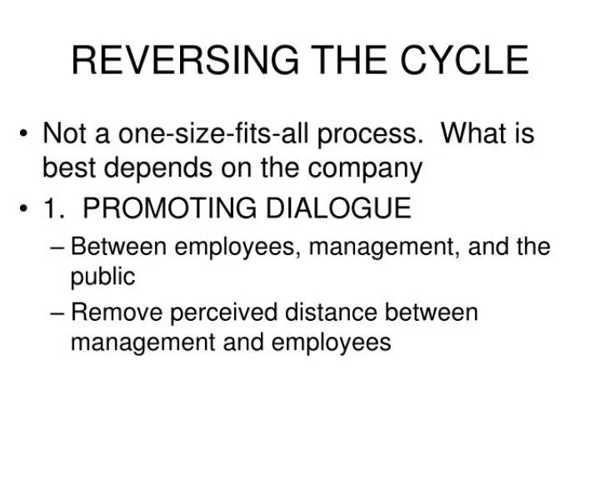 REVERSING THE CYCLE
• Not a one-size-fits-all process.  What is
best depends on the company
• 1.  PROMOTING DIALOGUE
– Between employees, management, and the
public
– Remove perceived distance between
management and employees